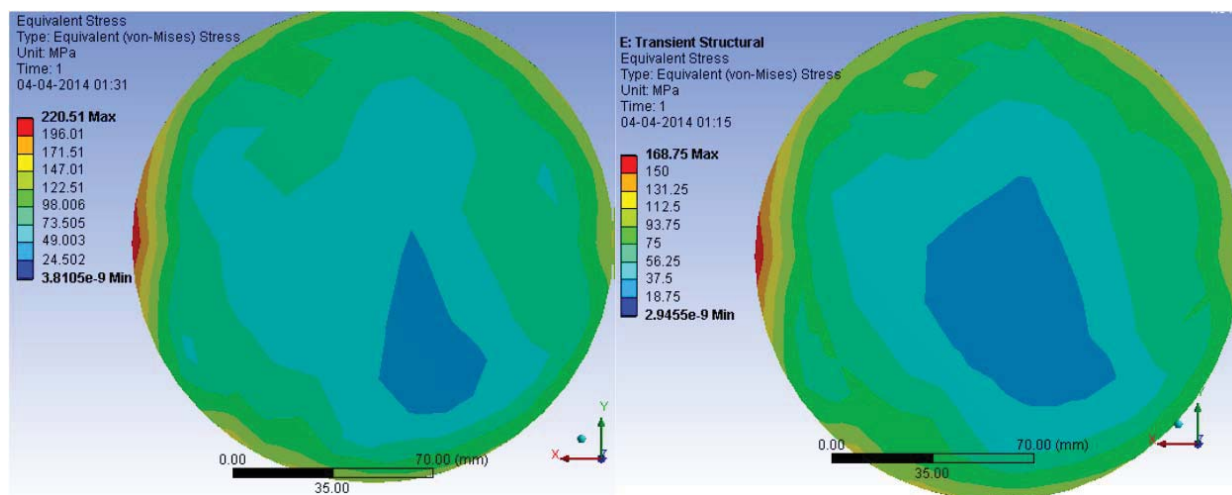 Equivalent Stress
Type: Equivalent (von-Mises) Stress
Unit: MPa
Time: 1
04-04-2014 01:31
220.51 Max
196.01
171.51
147.01
122.51
98.006
73.505
49.003
24.502
3.8105e-9 Min
0.00
70.00 (mm)
35.00
Y
X
E: Transient Structural
Equivalent Stress
Type: Equivalent (von-Mises) Stress
Unit: MPa
Time: 1
04-04-2014 01:15
168.75 Max
150
131.25
112.5
93.75
75
56.25
37.5
18.75
2.9455e-9 Min
0.00
70.00 (mm)
35.00
Y
X